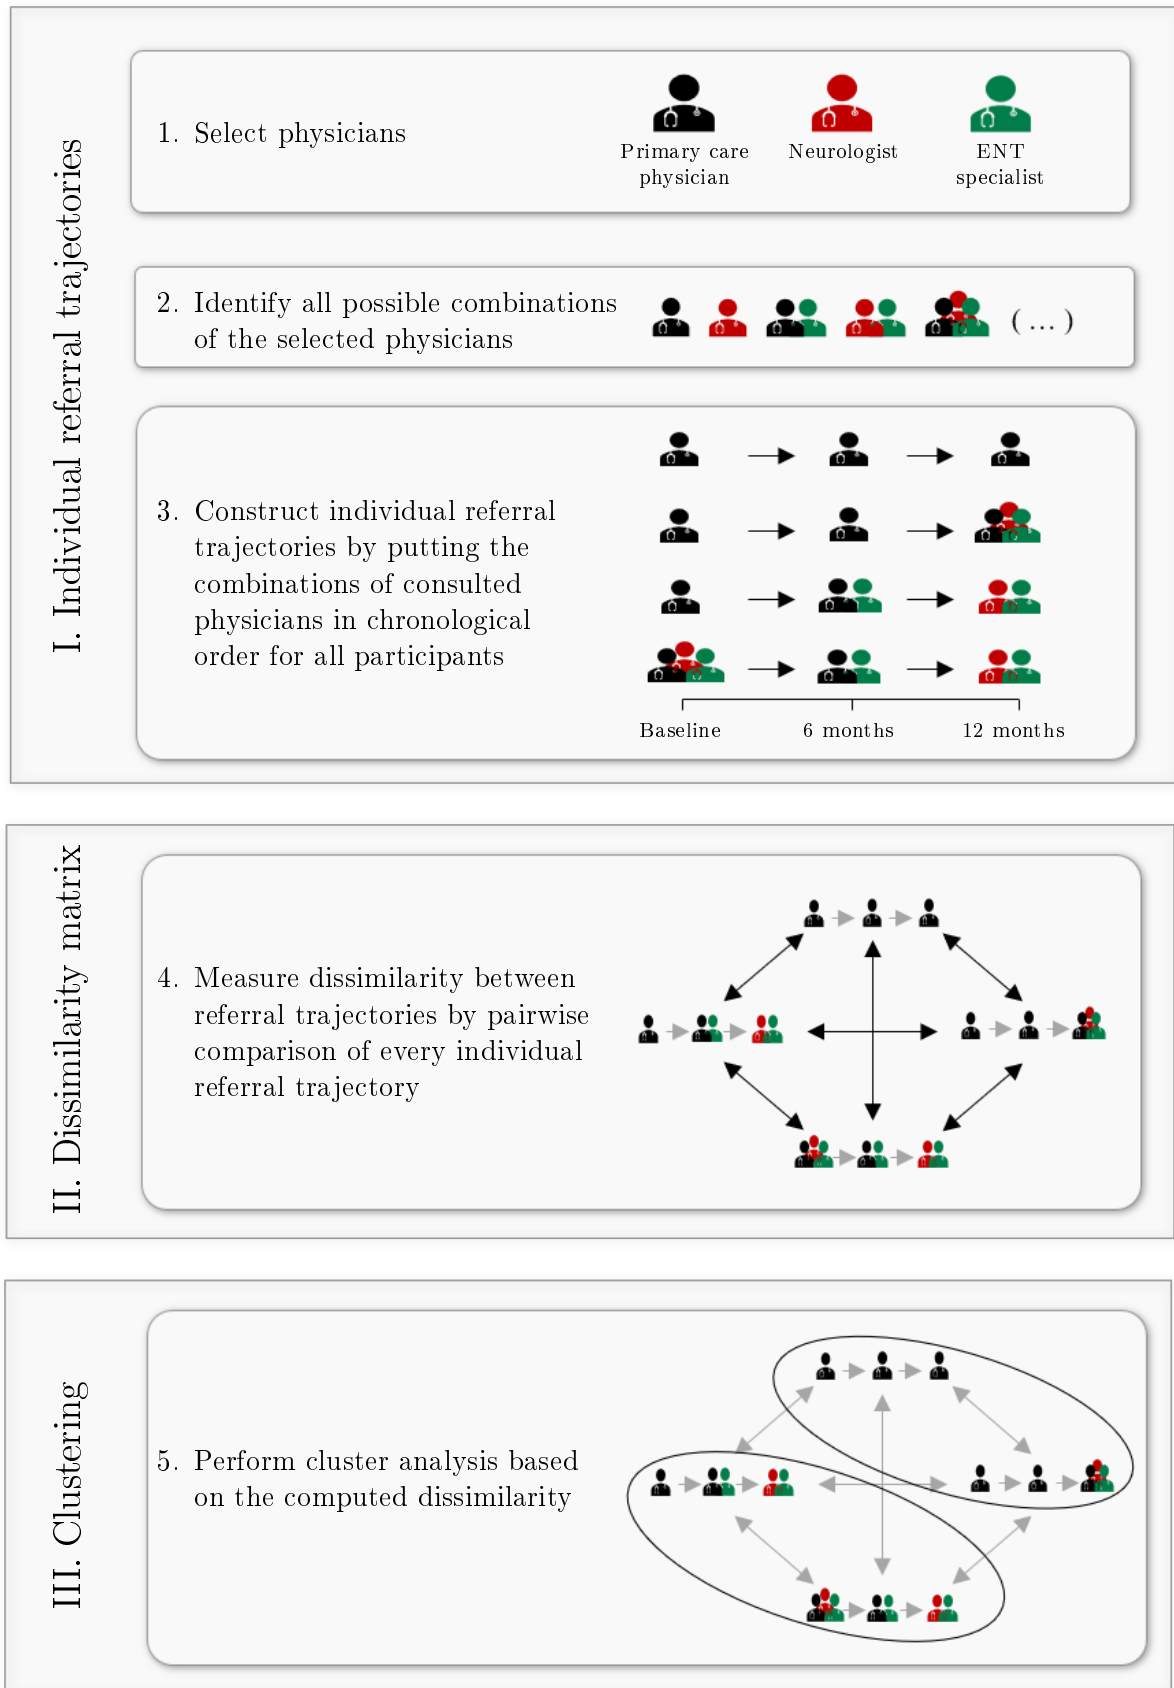 I. Individual referral trajectories
1. Select physicians
Primary care
physician
Neurologist
ENT
specialist
2. Identify all possible combinations
of the selected physicians
(...)
3. Construct individual referral
trajectories by putting the
combinations of consulted
physicians in chronological
order for all participants
Baseline
6 months
12 months
II. Dissimilarity matrix
4. Measure dissimilarity between
referral trajectories by pairwise
comparison of every individual
referral trajectory
III. Clustering
5. Perform cluster analysis based
on the computed dissimilarity